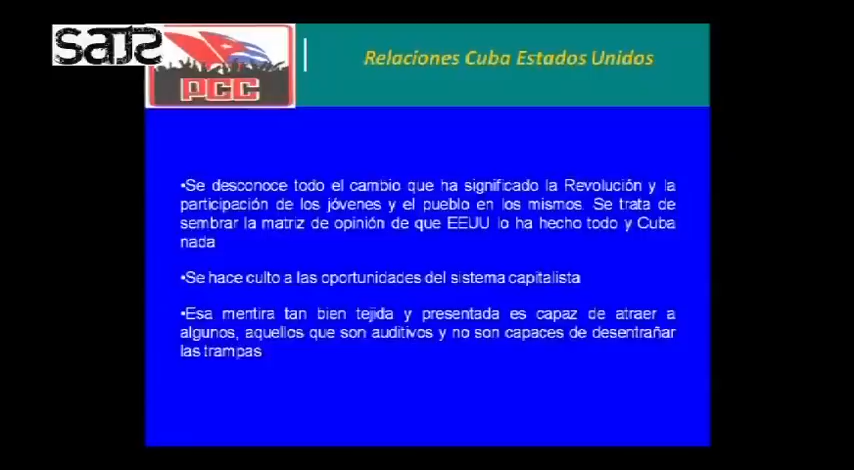 SATS
PCC
Relaciones Cuba Estados Unidos
•Se desconoce todo el cambio que ha significado la Revolución y la
participación de los jóvenes y el pueblo en los mismos. Se trata de
sembrar la matriz de opinión de que EEUU lo ha hecho todo y Cuba
nada
•Se hace culto a las oportunidades del sistema capitalista
•Esa mentira tan bien tejida y presentada es capaz de atraer a
algunos, aquellos que son auditivos y no son capaces de desentrañar
las trampas